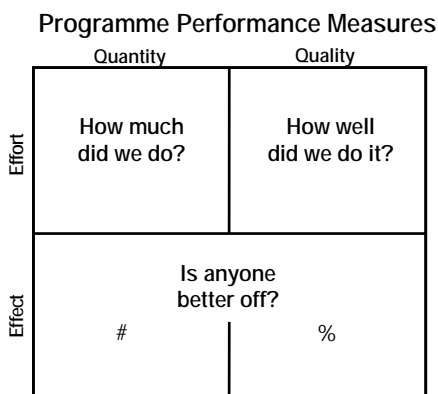 Programme Performance Measures
Quantity
Quality
Effort
How much
did we do?
How well
did we do it?
Effect
Is anyone
better off?
#
%